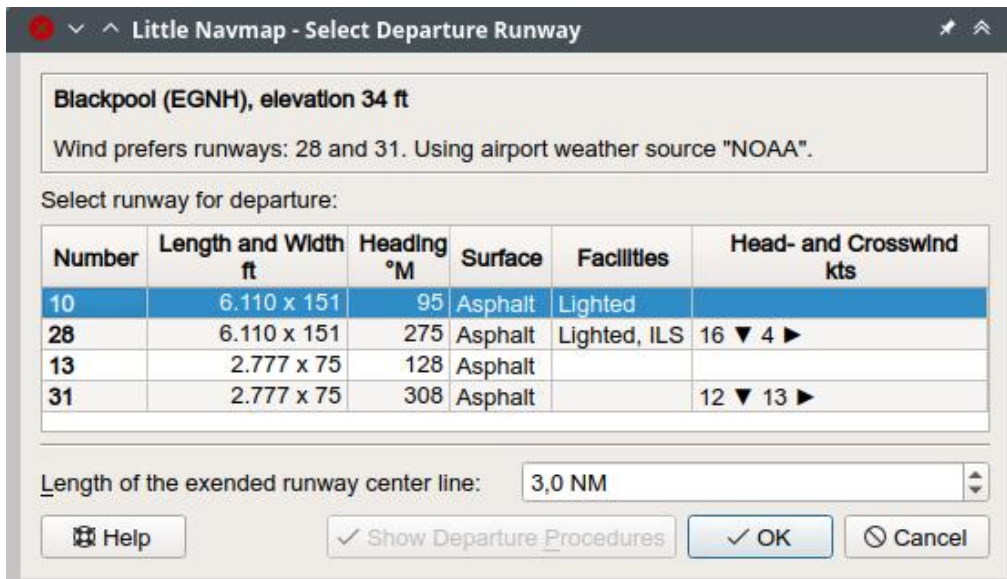 Little Navmap - Select Departure Runway
Blackpool (EGNH), elevation 34 ft
Wind prefers runways: 28 and 31. Using airport weather source "NOAA".
Select runway for departure:
Number Length and Width ft Heading °M Surface Facilities Head- and Crosswind kts
10 6.110 x 151 95 Asphalt Lighted
28 6.110 x 151 275 Asphalt Lighted, ILS 16 ▼ 4 ►
13 2.777 x 75 128 Asphalt
31 2.777 x 75 308 Asphalt 12 ▼ 13 ►
Length of the exended runway center line: 3,0 NM
Help Show Departure Procedures OK Cancel